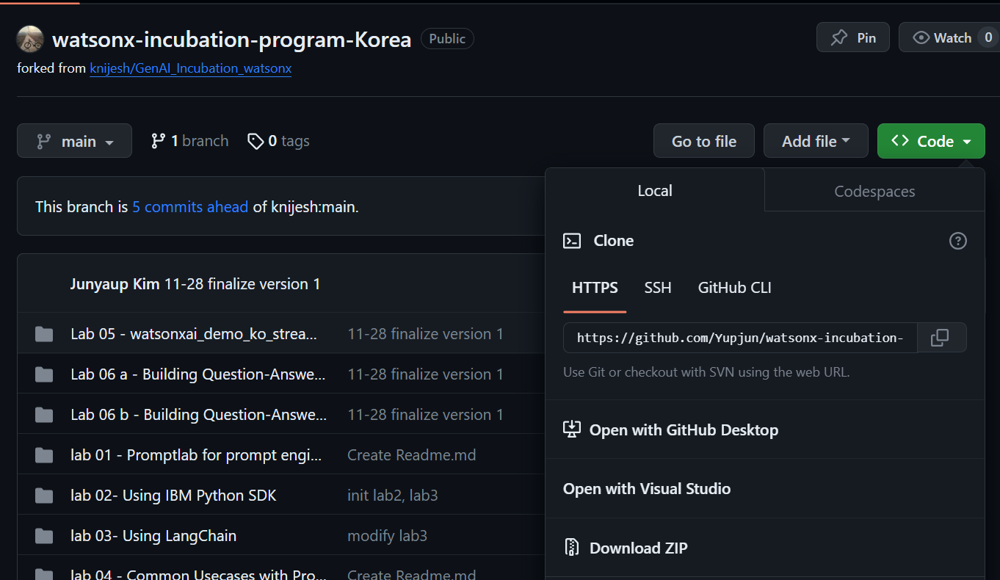 watsonx-incubation-program-Korea Public Pin Watch 0
forked from knijesh/GenAI_Incubation_watsonx
main 1 branch 0 tags Go to file Add file <> Code
This branch is 5 commits ahead of knijesh:main.
Junyaup Kim 11-28 finalize version 1
Lab 05 - watsonxai_demo_ko_strea... 11-28 finalize version 1
Lab 06 a - Building Question-Answe... 11-28 finalize version 1
Lab 06 b - Building Question-Answe... 11-28 finalize version 1
lab 01 - Promptlab for prompt engi... Create Readme.md
lab 02- Using IBM Python SDK init lab2, lab3
lab 03- Using LangChain modify lab3
lab 04 - Common Usecases with Pro... Create Readme.md
Local Codespaces
Clone
HTTPS SSH GitHub CLI
https://github.com/Yupjun/watsonx-incubation-
Use Git or checkout with SVN using the web URL.
Open with GitHub Desktop
Open with Visual Studio
Download ZIP